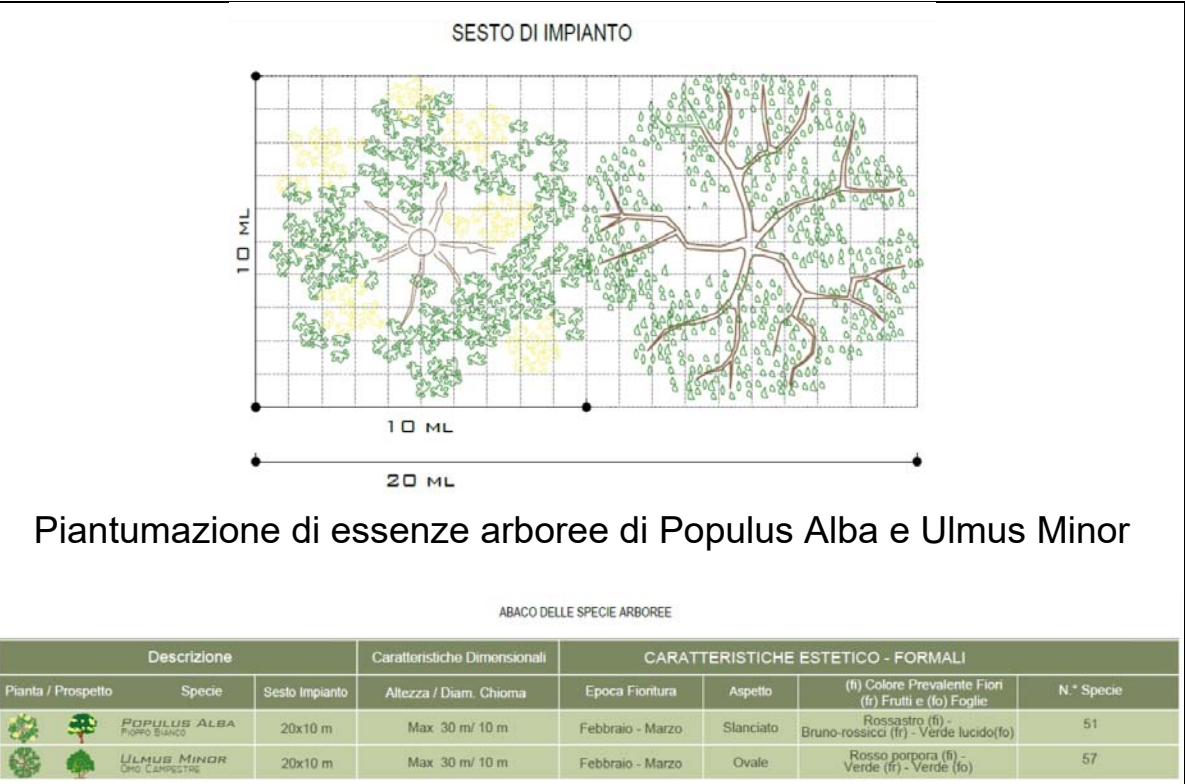 SESTO DI IMPIANTO
10 ML
10 ML
20 ML
Piantumazione di essenze arboree di Populus Alba e Ulmus Minor
ABACO DELLE SPECIE ARBOREE
Descrizione Caratteristiche Dimensionali CARATTERISTICHE ESTETICO - FORMALI
Pianta / Prospetto Specie Sesto Impianto Altezza / Diam. Chioma Epoca Fioritura Aspetto (fi) Colore Prevalente Fiori N.° Specie
(fr) Frutti e (fo) Foglie
POPULUS ALBA 20x10 m Max 30 m/ 10 m Febbraio - Marzo Slanciato Rossastro (fi) - 51
PIOPPO BIANCO Bruno-rossicci (fr) - Verde lucido(fo)
ULMUS MINOR 20x10 m Max 30 m/ 10 m Febbraio - Marzo Ovale Rosso porpora (fi) - 57
OMO CAMPESTRE Verde (fr) - Verde (fo)